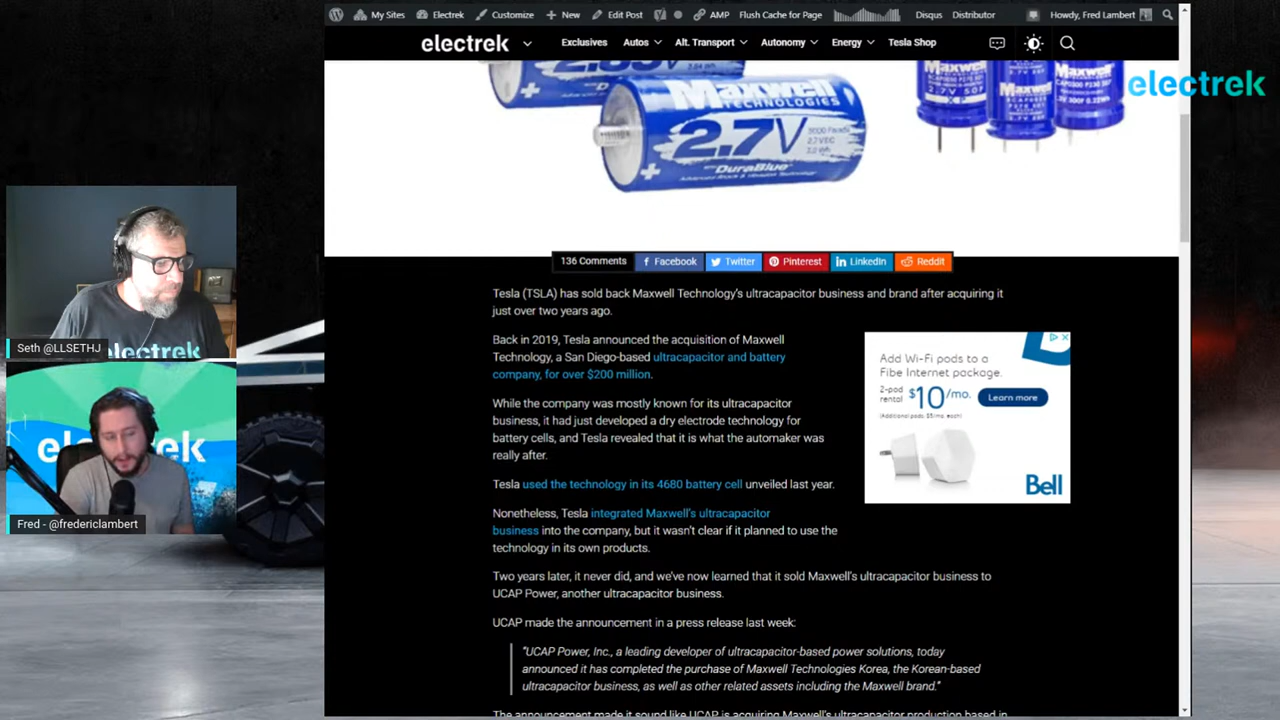 My Sites Electrek Customize New Edit Post AMP Flush Cache for Page Disqus Distributor Howdy, Fred Lambert
electrek Exclusives Autos Alt. Transport Autonomy Energy Tesla Shop
electrek
Maxwell
TECHNOLOGIES
2.7V
DuraBlue
Maxwell
2.7V 50F
XP
136 Comments Facebook Twitter Pinterest LinkedIn Reddit
Tesla (TSLA) has sold back Maxwell Technology's ultracapacitor business and brand after acquiring it
just over two years ago.
Back in 2019, Tesla announced the acquisition of Maxwell
Technology, a San Diego-based ultracapacitor and battery
company, for over $200 million.
While the company was mostly known for its ultracapacitor
business, it had just developed a dry electrode technology for
battery cells, and Tesla revealed that it is what the automaker was
really after.
Tesla used the technology in its 4680 battery cell unveiled last year.
Nonetheless, Tesla integrated Maxwell's ultracapacitor
business into the company, but it wasn't clear if it planned to use the
technology in its own products.
Two years later, it never did, and we've now learned that it sold Maxwell's ultracapacitor business to
UCAP Power, another ultracapacitor business.
UCAP made the announcement in a press release last week:
"UCAP Power, Inc., a leading developer of ultracapacitor-based power solutions, today
announced it has completed the purchase of Maxwell Technologies Korea, the Korean-based
ultracapacitor business, as well as other related assets including the Maxwell brand."
The announcement made it sound like UCAP is acquiring Maxwell's ultracapacitor production based in
Add Wi-Fi pods to a
Fibe Internet package.
2-pod
rental $10/mo.
(Additional pods $5/mo. each)
Learn more
Bell
Seth @LLSETHJ
electrek
Fred - @fredericlambert